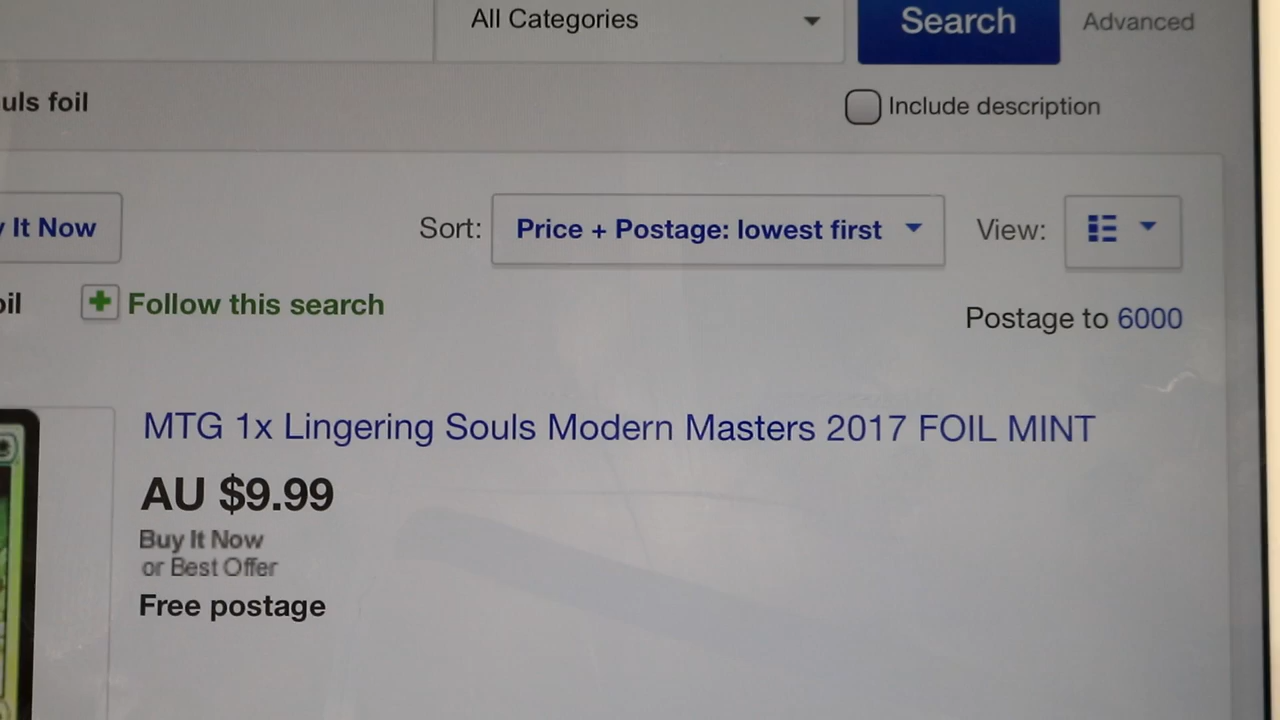 All Categories
Search
Advanced
uls foil
Include description
It Now
Sort:
Price + Postage: lowest first
View:
oil
Follow this search
Postage to 6000
MTG 1x Lingering Souls Modern Masters 2017 FOIL MINT
AU $9.99
Buy It Now
or Best Offer
Free postage